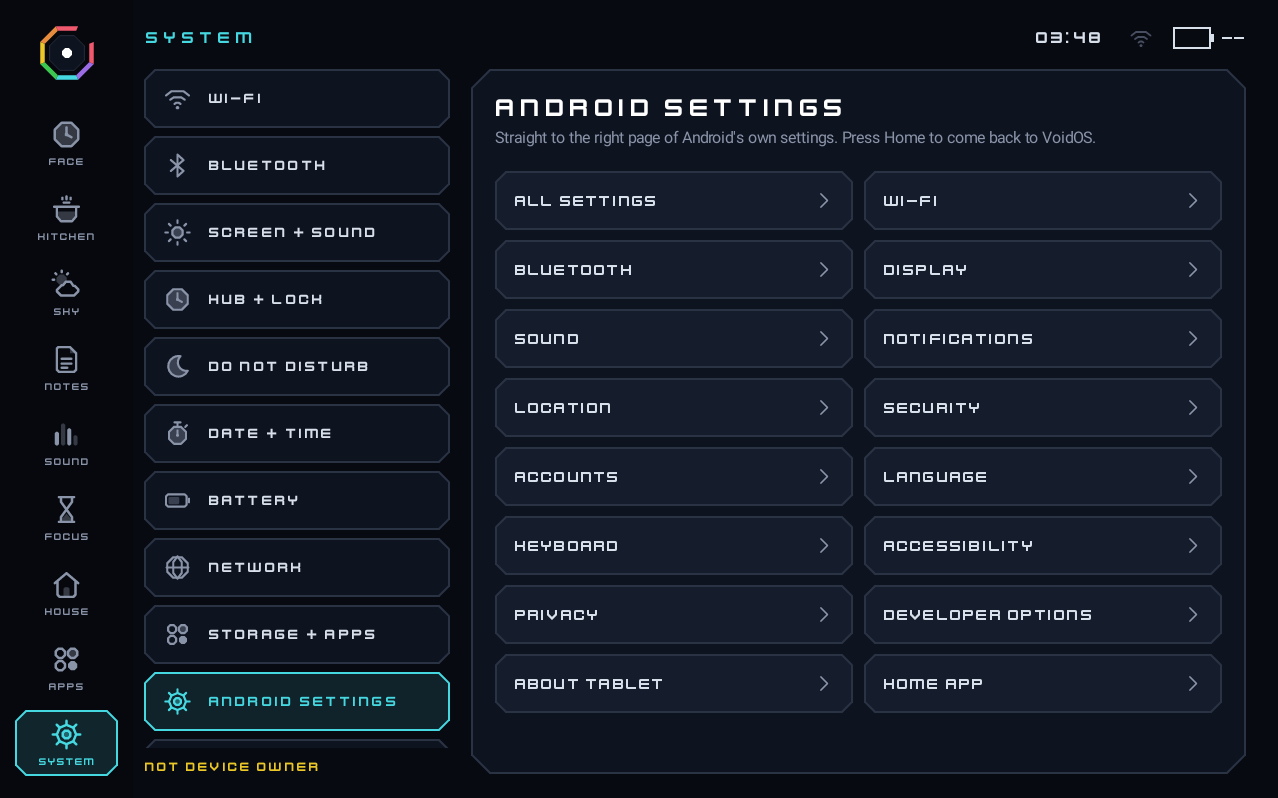 SYSTEM
03:48
--
FACE
KITCHEN
SKY
NOTES
SOUND
FOCUS
HOUSE
APPS
SYSTEM
WI-FI
BLUETOOTH
SCREEN + SOUND
HUB + LOCK
DO NOT DISTURB
DATE + TIME
BATTERY
NETWORK
STORAGE + APPS
ANDROID SETTINGS
NOT DEVICE OWNER
ANDROID SETTINGS
Straight to the right page of Android's own settings. Press Home to come back to VoidOS.
ALL SETTINGS
WI-FI
BLUETOOTH
DISPLAY
SOUND
NOTIFICATIONS
LOCATION
SECURITY
ACCOUNTS
LANGUAGE
KEYBOARD
ACCESSIBILITY
PRIVACY
DEVELOPER OPTIONS
ABOUT TABLET
HOME APP